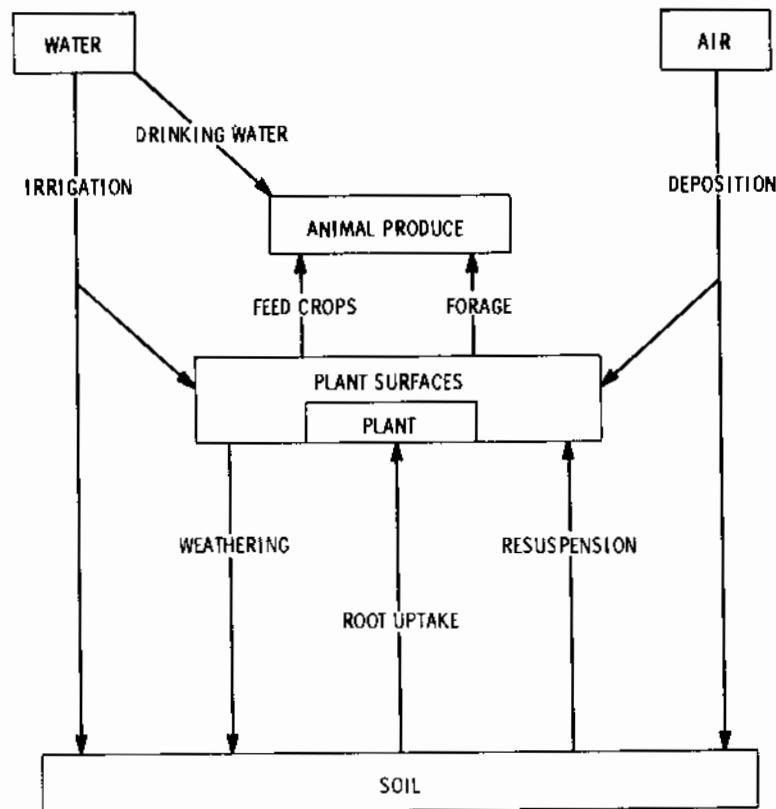 WATER
AIR
DRINKING WATER
IRRIGATION
DEPOSITION
ANIMAL PRODUCE
FEED CROPS
FORAGE
PLANT SURFACES
PLANT
WEATHERING
RESUSPENSION
ROOT UPTAKE
SOIL